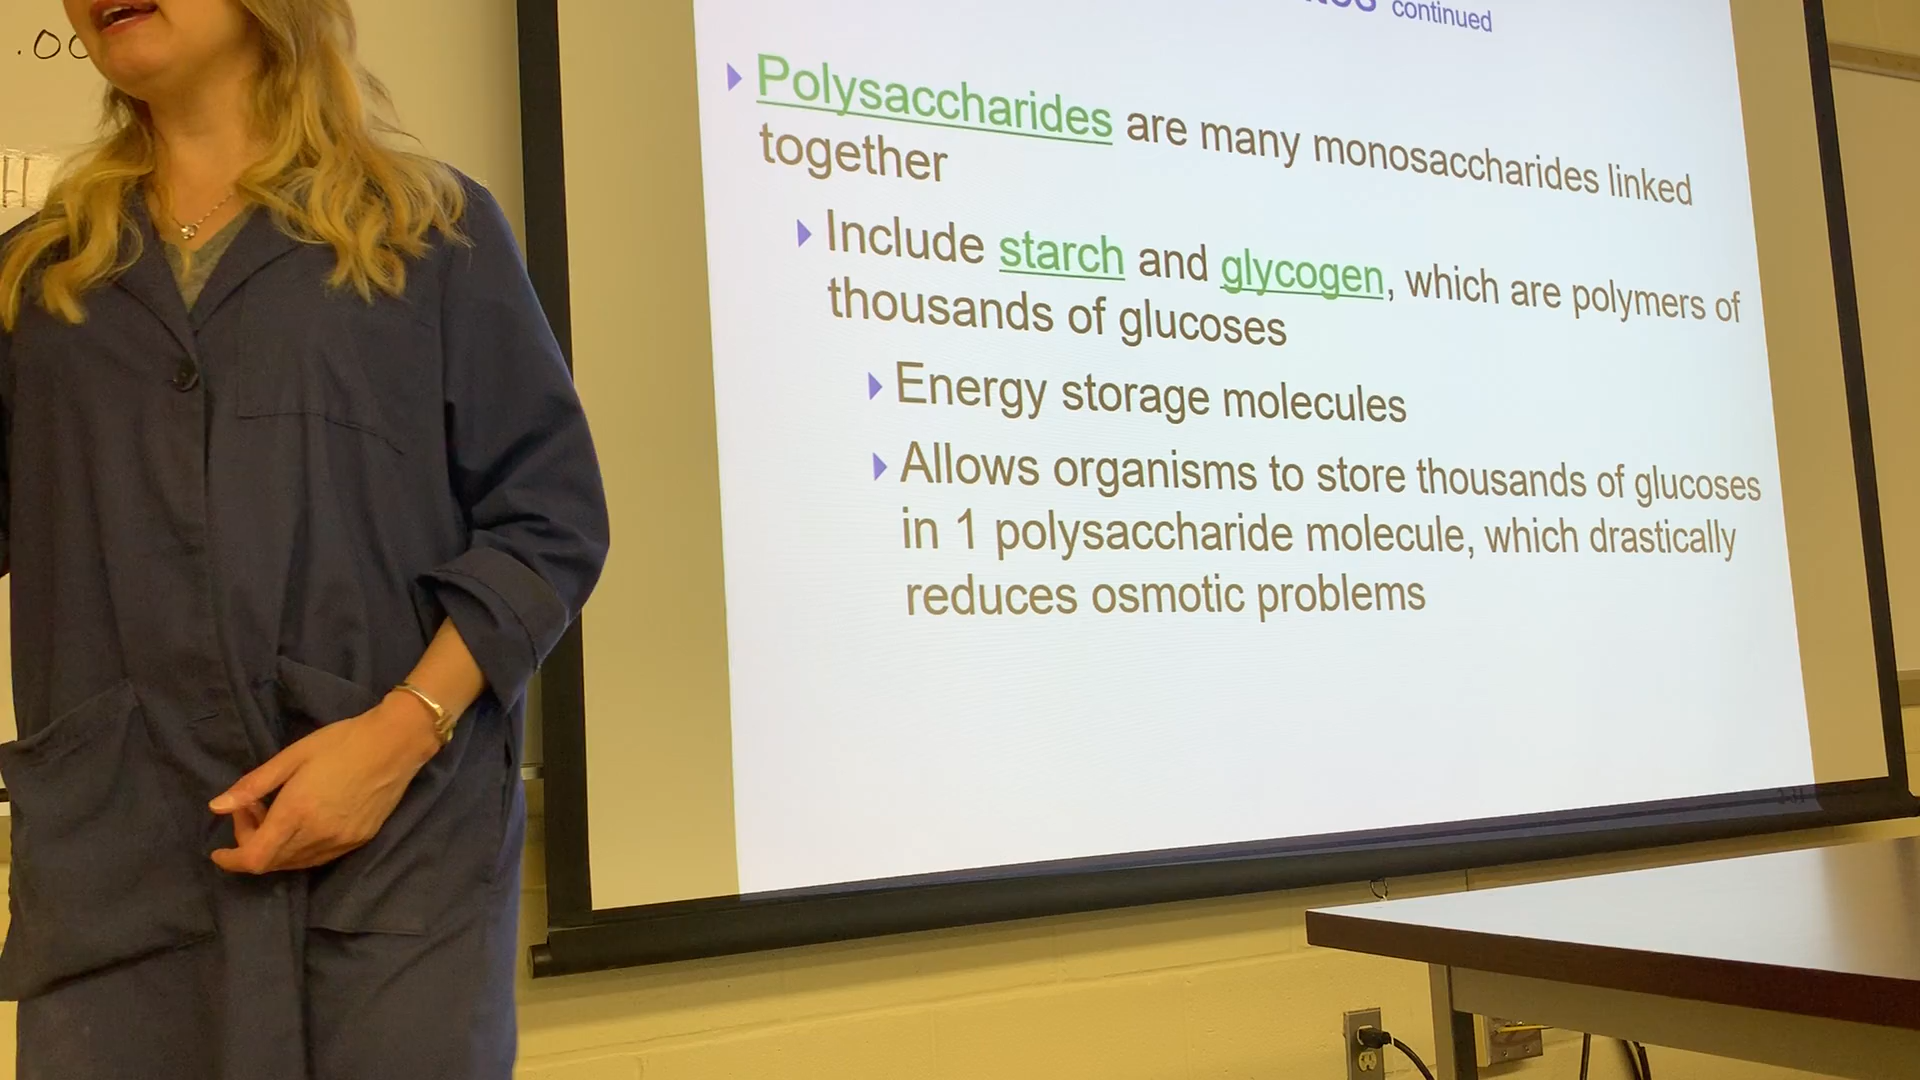 .00
H
continued
Polysaccharides are many monosaccharides linked
together
Include starch and glycogen, which are polymers of
thousands of glucoses
Energy storage molecules
Allows organisms to store thousands of glucoses
in 1 polysaccharide molecule, which drastically
reduces osmotic problems